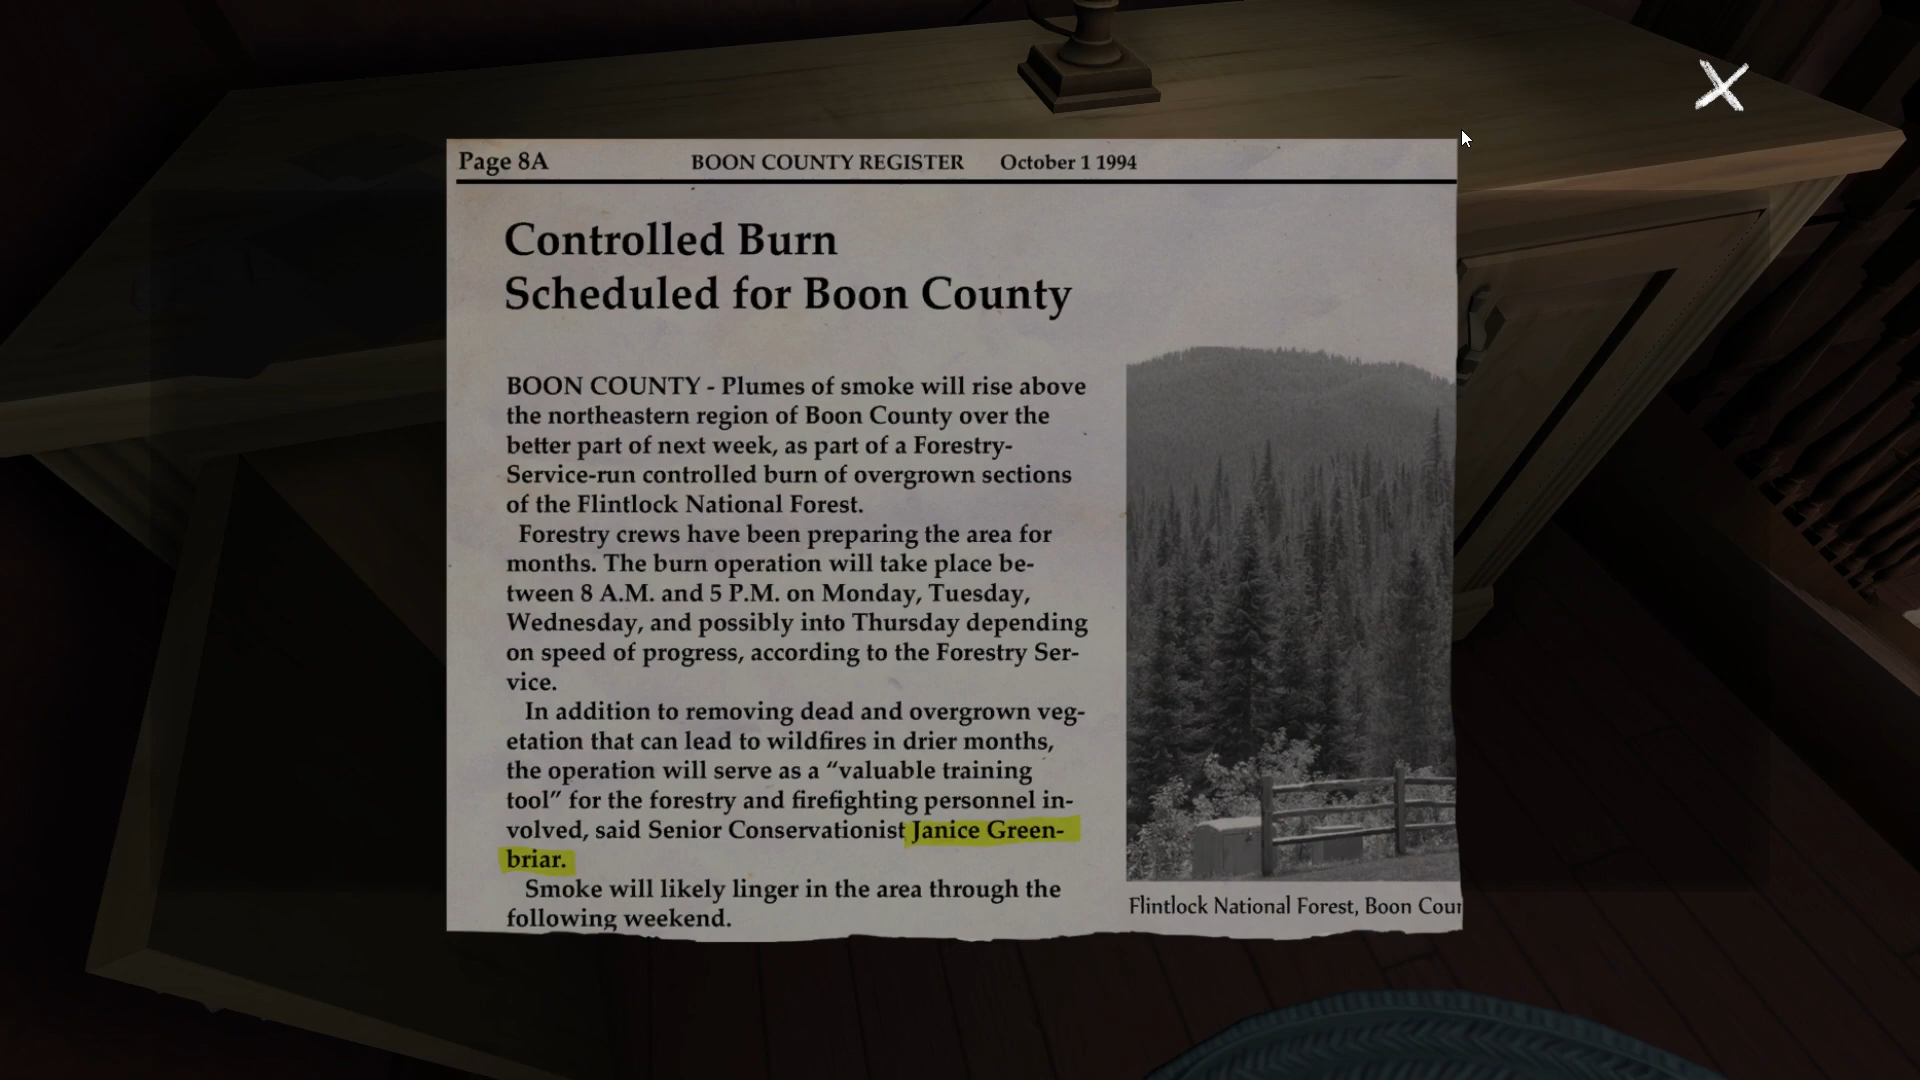 Page 8A BOON COUNTY REGISTER October 1 1994
Controlled Burn
Scheduled for Boon County
BOON COUNTY - Plumes of smoke will rise above
the northeastern region of Boon County over the
better part of next week, as part of a Forestry-
Service-run controlled burn of overgrown sections
of the Flintlock National Forest.
Forestry crews have been preparing the area for
months. The burn operation will take place be-
tween 8 A.M. and 5 P.M. on Monday, Tuesday,
Wednesday, and possibly into Thursday depending
on speed of progress, according to the Forestry Ser-
vice.
In addition to removing dead and overgrown veg-
etation that can lead to wildfires in drier months,
the operation will serve as a “valuable training
tool” for the forestry and firefighting personnel in-
volved, said Senior Conservationist Janice Green-
briar.
Smoke will likely linger in the area through the
following weekend.
Flintlock National Forest, Boon Coun